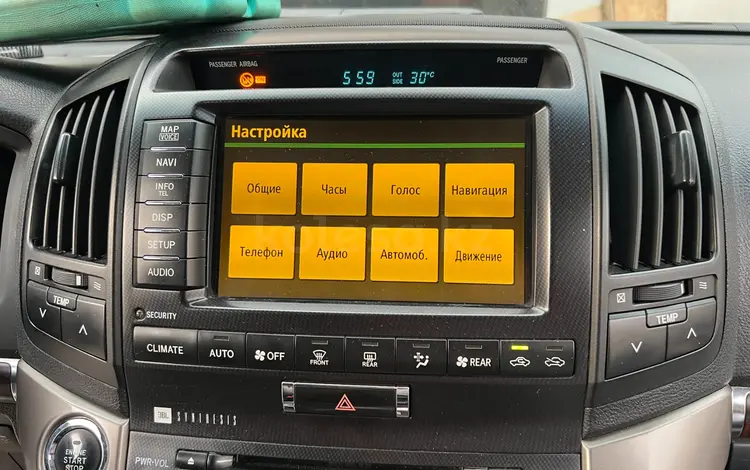 PASSENGER AIRBAG
5:59 OUT SIDE 30°C
PASSENGER
MAP VOICE
NAVI
INFO TEL
DISP
SETUP
AUDIO
Настройка
Общие Часы Голос Навигация
Телефон Аудио Автомоб. Движение
TEMP
SECURITY
TEMP
CLIMATE AUTO OFF FRONT REAR REAR
JBL SYNTHESIS
ENGINE START STOP
PWR·VOL